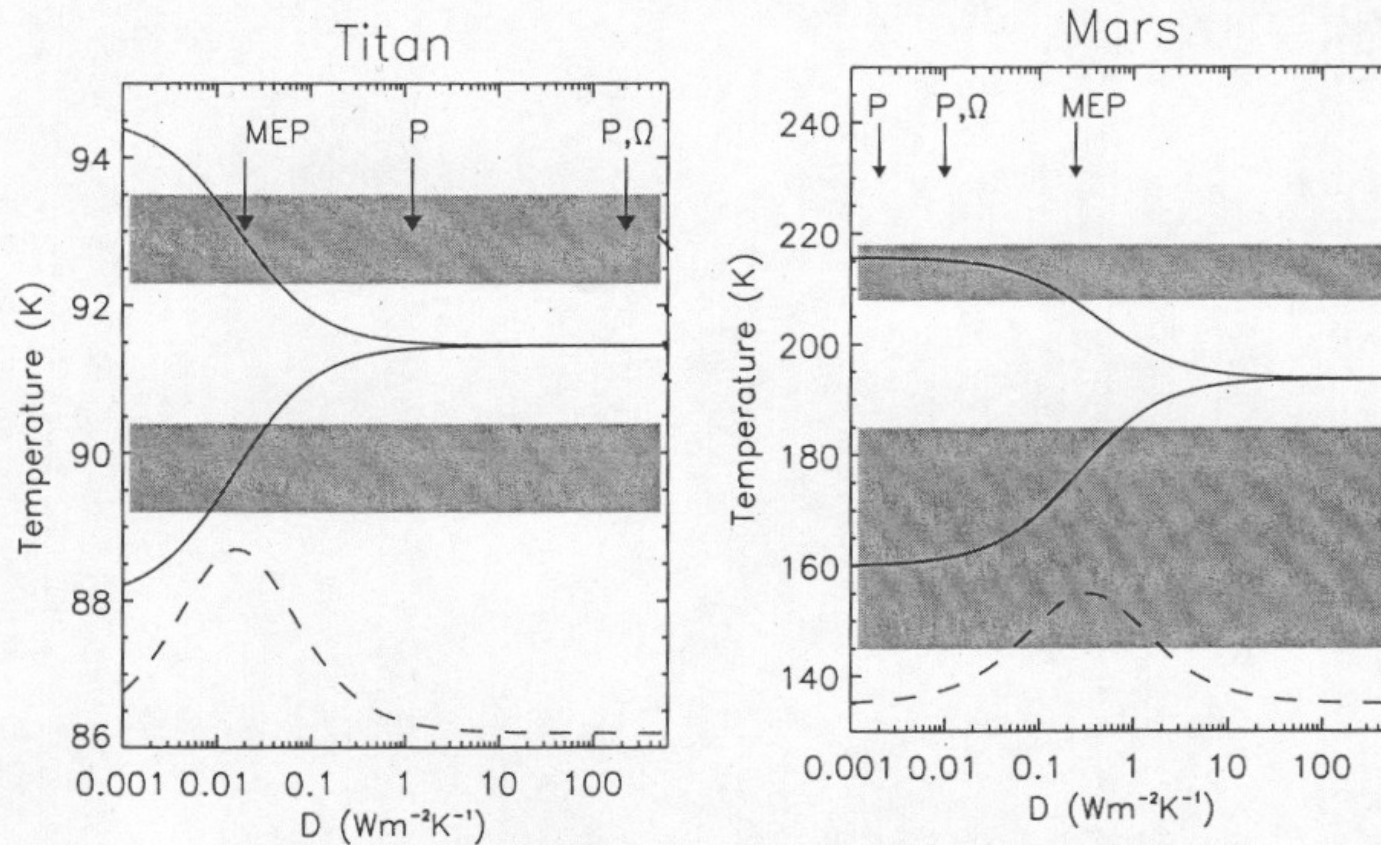 Titan
MEP P P,Ω
94
92
90
88
86
Temperature (K)
0.001 0.01 0.1 1 10 100
D (Wm⁻²K⁻¹)
Mars
P P,Ω MEP
240
220
200
180
160
140
Temperature (K)
0.001 0.01 0.1 1 10 100
D (Wm⁻²K⁻¹)